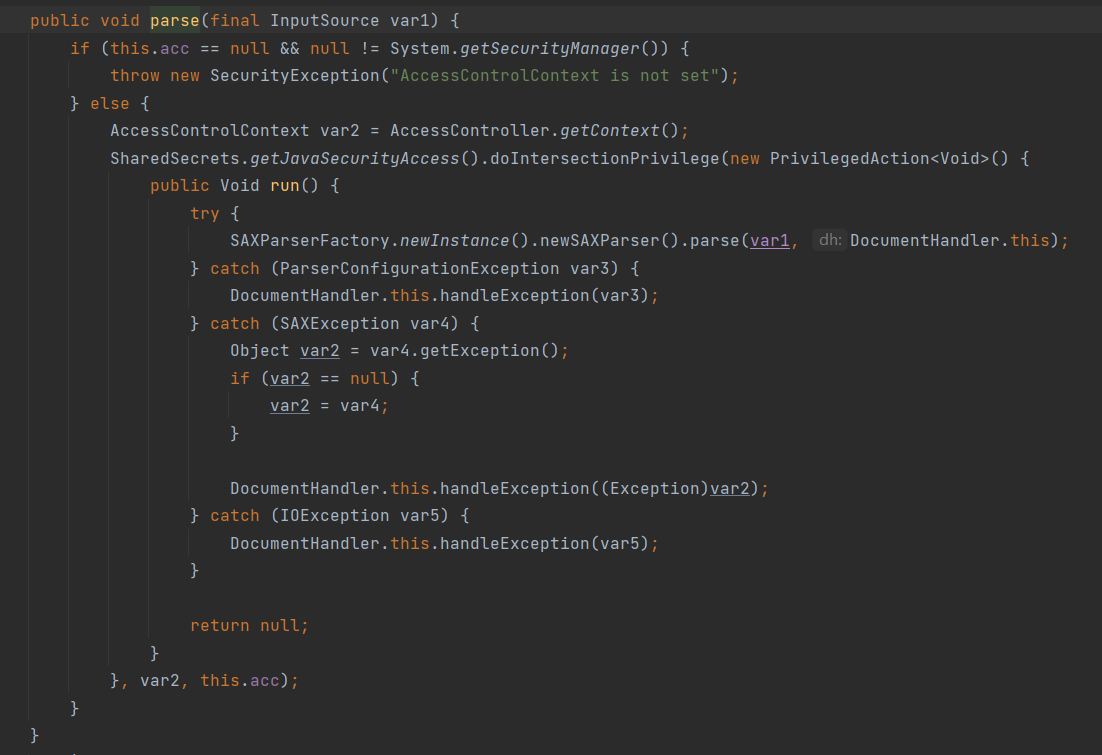 public void parse(final InputSource var1) {
    if (this.acc == null && null != System.getSecurityManager()) {
        throw new SecurityException("AccessControlContext is not set");
    } else {
        AccessControlContext var2 = AccessController.getContext();
        SharedSecrets.getJavaSecurityAccess().doIntersectionPrivilege(new PrivilegedAction<Void>() {
            public Void run() {
                try {
                    SAXParserFactory.newInstance().newSAXParser().parse(var1, dh: DocumentHandler.this);
                } catch (ParserConfigurationException var3) {
                    DocumentHandler.this.handleException(var3);
                } catch (SAXException var4) {
                    Object var2 = var4.getException();
                    if (var2 == null) {
                        var2 = var4;
                    }

                    DocumentHandler.this.handleException((Exception)var2);
                } catch (IOException var5) {
                    DocumentHandler.this.handleException(var5);
                }

                return null;
            }
        }, var2, this.acc);
    }
}